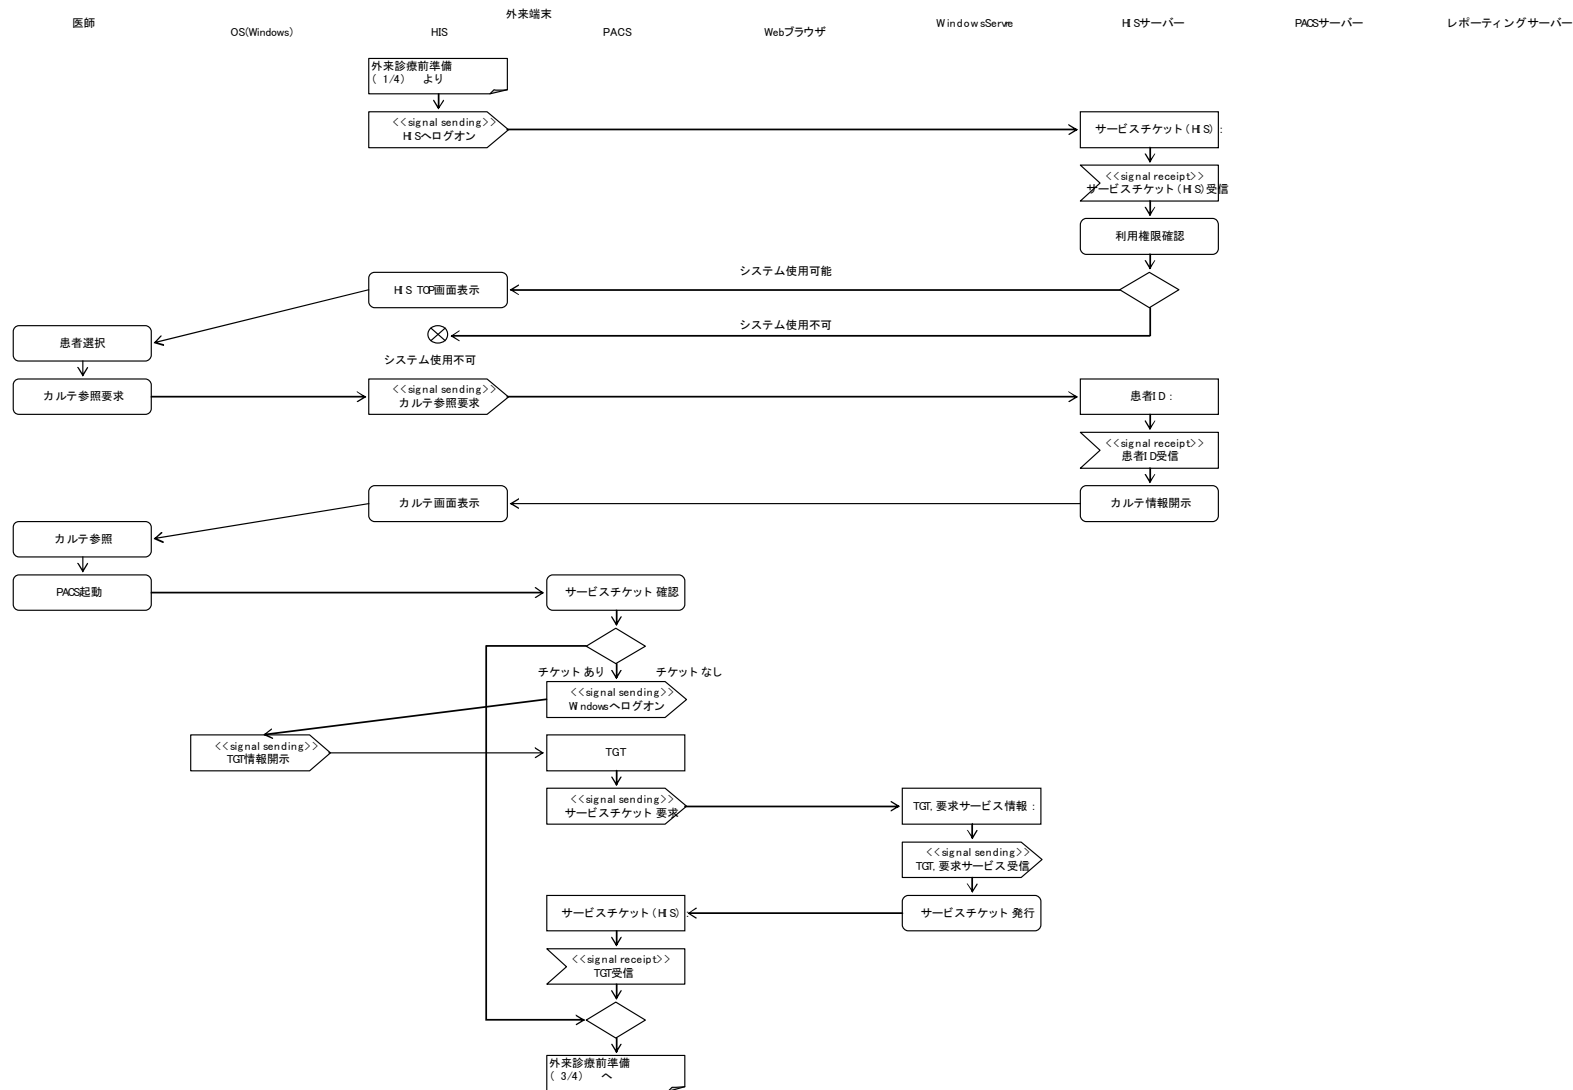 外来端末
医師
OS(Windows)
HIS
PACS
Webブラウザ
WindowsServre
HISサーバー
PACSサーバー
レポーティングサーバー
外来診療前準備
( 1/4) より
<<signal sending>>
HISへログオン
サービスチケット(HIS) :
<<signal receipt>>
サービスチケット(HIS)受信
利用権限確認
システム使用可能
HIS TOP画面表示
システム使用不可
患者選択
システム使用不可
カルテ参照要求
<<signal sending>>
カルテ参照要求
患者ID :
<<signal receipt>>
患者ID受信
カルテ画面表示
カルテ情報開示
カルテ参照
PACS起動
サービスチケット 確認
チケット あり
チケット なし
<<signal sending>>
Windowsへログオン
<<signal sending>>
TGT情報開示
TGT
<<signal sending>>
サービスチケット 要求
TGT, 要求サービス情報 :
<<signal sending>>
TGT, 要求サービス 受信
サービスチケット(HIS) :
サービスチケット 発行
<<signal receipt>>
TGT受信
外来診療前準備
( 3/4) へ